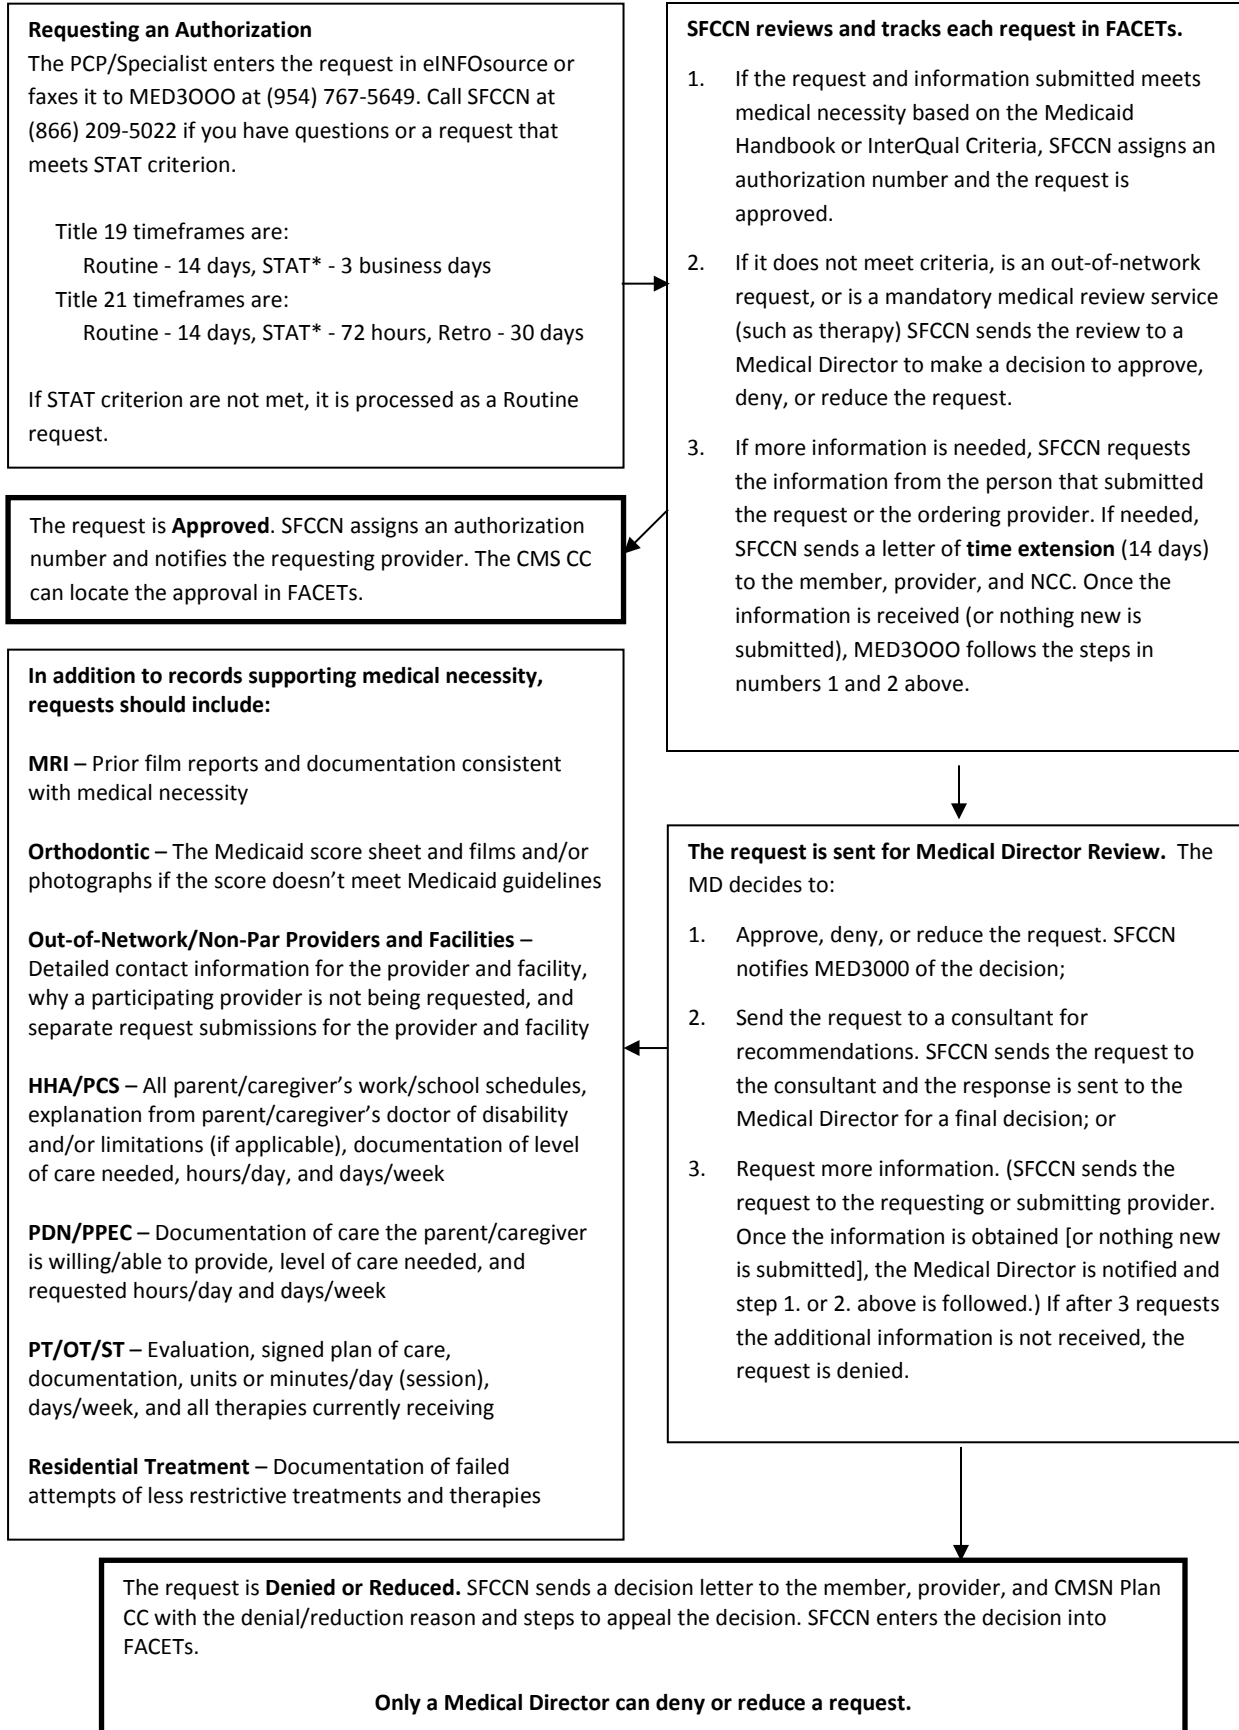 Requesting an Authorization
The PCP/Specialist enters the request in eINFOsource or
faxes it to MED3OOO at (954) 767-5649. Call SFCCN at
(866) 209-5022 if you have questions or a request that
meets STAT criterion.
Title 19 timeframes are:
Routine - 14 days, STAT* - 3 business days
Title 21 timeframes are:
Routine - 14 days, STAT* - 72 hours, Retro - 30 days
If STAT criterion are not met, it is processed as a Routine
request.
SFCCN reviews and tracks each request in FACETs.
1. If the request and information submitted meets
medical necessity based on the Medicaid
Handbook or InterQual Criteria, SFCCN assigns an
authorization number and the request is
approved.
2. If it does not meet criteria, is an out-of-network
request, or is a mandatory medical review service
(such as therapy) SFCCN sends the review to a
Medical Director to make a decision to approve,
deny, or reduce the request.
3. If more information is needed, SFCCN requests
the information from the person that submitted
the request or the ordering provider. If needed,
SFCCN sends a letter of time extension (14 days)
to the member, provider, and NCC. Once the
information is received (or nothing new is
submitted), MED3OOO follows the steps in
numbers 1 and 2 above.
The request is Approved. SFCCN assigns an authorization
number and notifies the requesting provider. The CMS CC
can locate the approval in FACETs.
In addition to records supporting medical necessity,
requests should include:
MRI – Prior film reports and documentation consistent
with medical necessity
Orthodontic – The Medicaid score sheet and films and/or
photographs if the score doesn't meet Medicaid guidelines
Out-of-Network/Non-Par Providers and Facilities –
Detailed contact information for the provider and facility,
why a participating provider is not being requested, and
separate request submissions for the provider and facility
HHA/PCS – All parent/caregiver's work/school schedules,
explanation from parent/caregiver's doctor of disability
and/or limitations (if applicable), documentation of level
of care needed, hours/day, and days/week
PDN/PPEC – Documentation of care the parent/caregiver
is willing/able to provide, level of care needed, and
requested hours/day and days/week
PT/OT/ST – Evaluation, signed plan of care,
documentation, units or minutes/day (session),
days/week, and all therapies currently receiving
Residential Treatment – Documentation of failed
attempts of less restrictive treatments and therapies
The request is sent for Medical Director Review. The
MD decides to:
1. Approve, deny, or reduce the request. SFCCN
notifies MED3000 of the decision;
2. Send the request to a consultant for
recommendations. SFCCN sends the request to
the consultant and the response is sent to the
Medical Director for a final decision; or
3. Request more information. (SFCCN sends the
request to the requesting or submitting provider.
Once the information is obtained [or nothing new
is submitted], the Medical Director is notified and
step 1. or 2. above is followed.) If after 3 requests
the additional information is not received, the
request is denied.
The request is Denied or Reduced. SFCCN sends a decision letter to the member, provider, and CMSN Plan
CC with the denial/reduction reason and steps to appeal the decision. SFCCN enters the decision into
FACETs.
Only a Medical Director can deny or reduce a request.